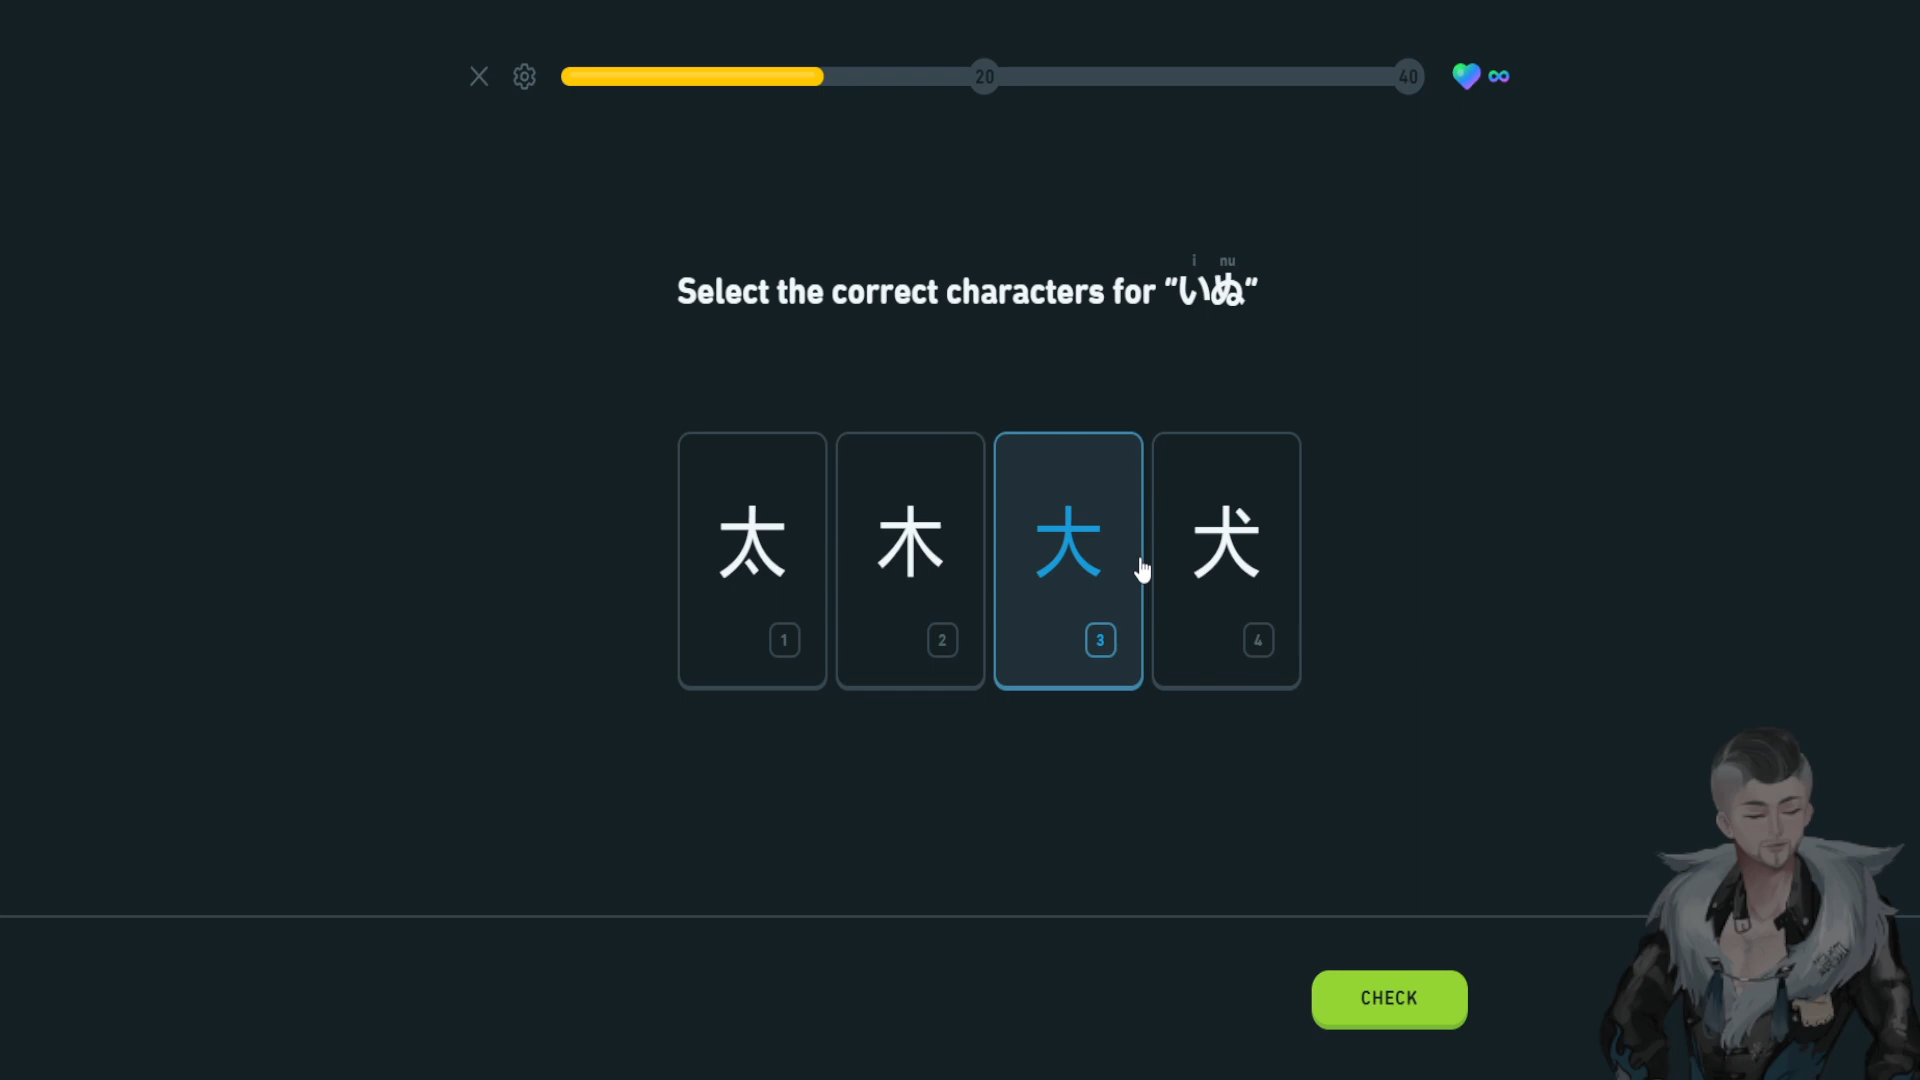 20
40
i nu
Select the correct characters for “いぬ”
太 木 大 犬
1 2 3 4
CHECK